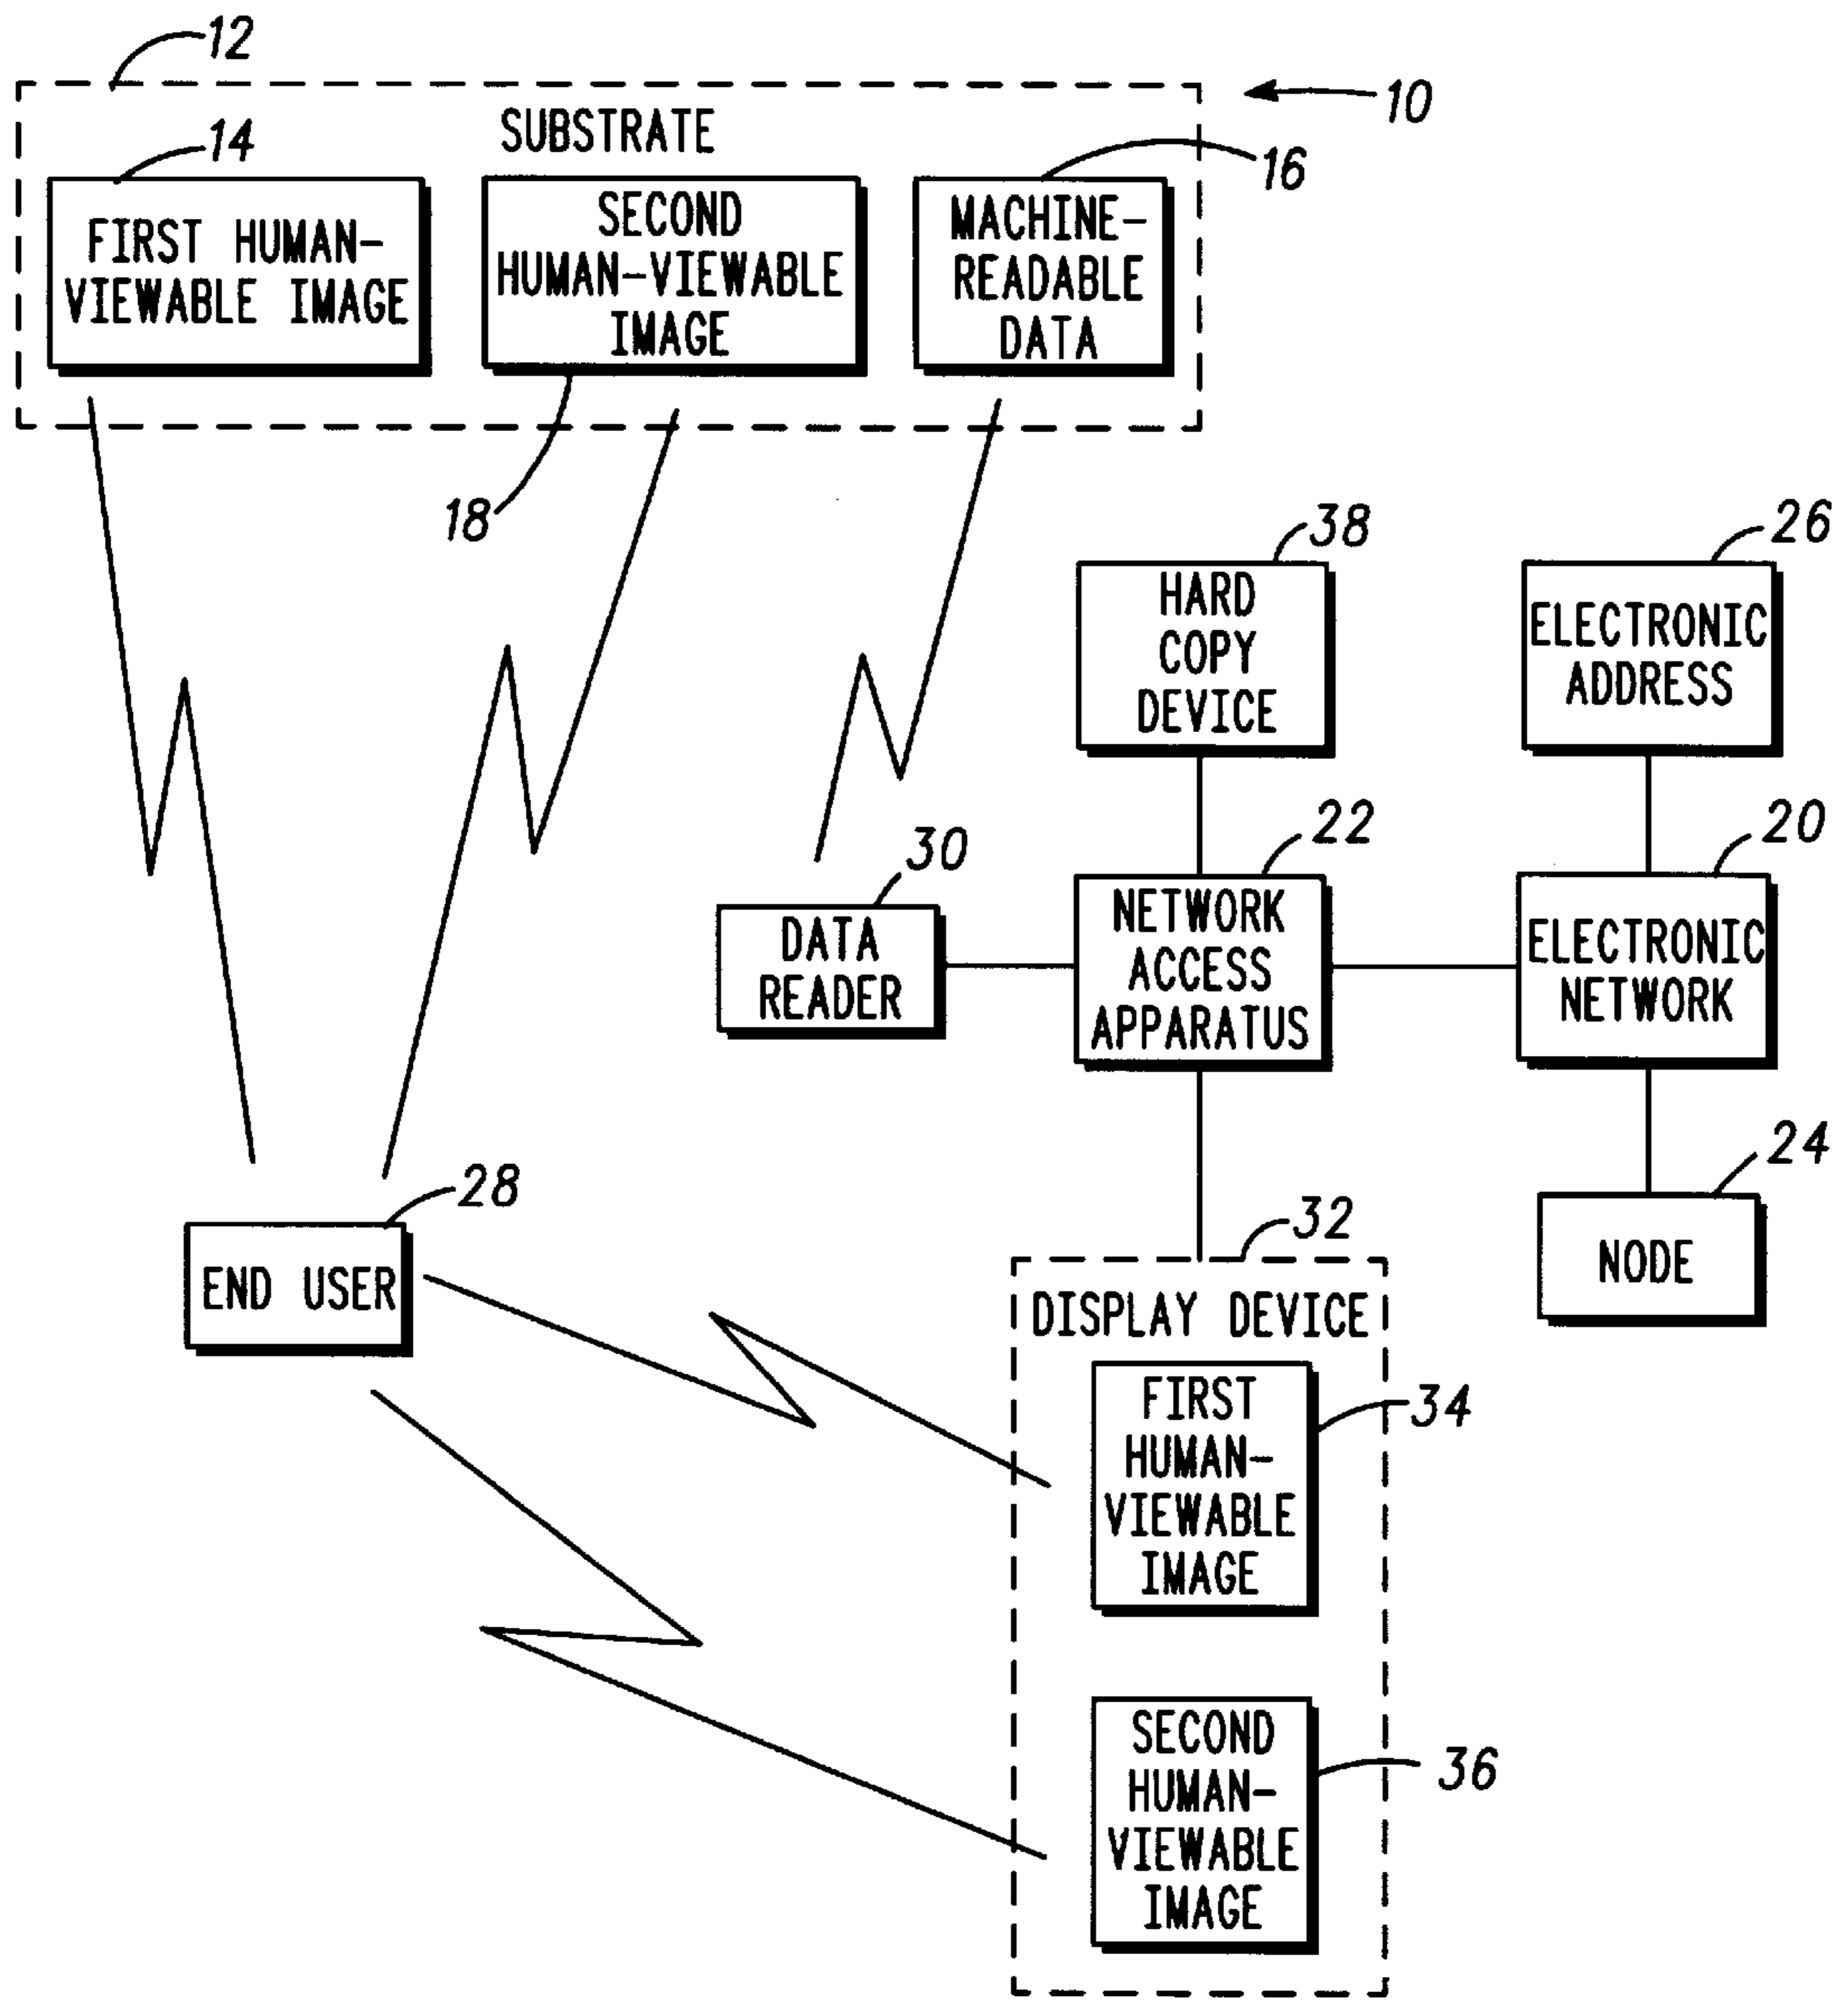 12
10
SUBSTRATE
14
16
FIRST HUMAN-
VIEWABLE IMAGE
SECOND
HUMAN-VIEWABLE
IMAGE
MACHINE-
READABLE
DATA
18
38
HARD
COPY
DEVICE
26
ELECTRONIC
ADDRESS
30
DATA
READER
22
NETWORK
ACCESS
APPARATUS
20
ELECTRONIC
NETWORK
24
NODE
28
END USER
32
DISPLAY DEVICE
34
FIRST
HUMAN-
VIEWABLE
IMAGE
36
SECOND
HUMAN-
VIEWABLE
IMAGE